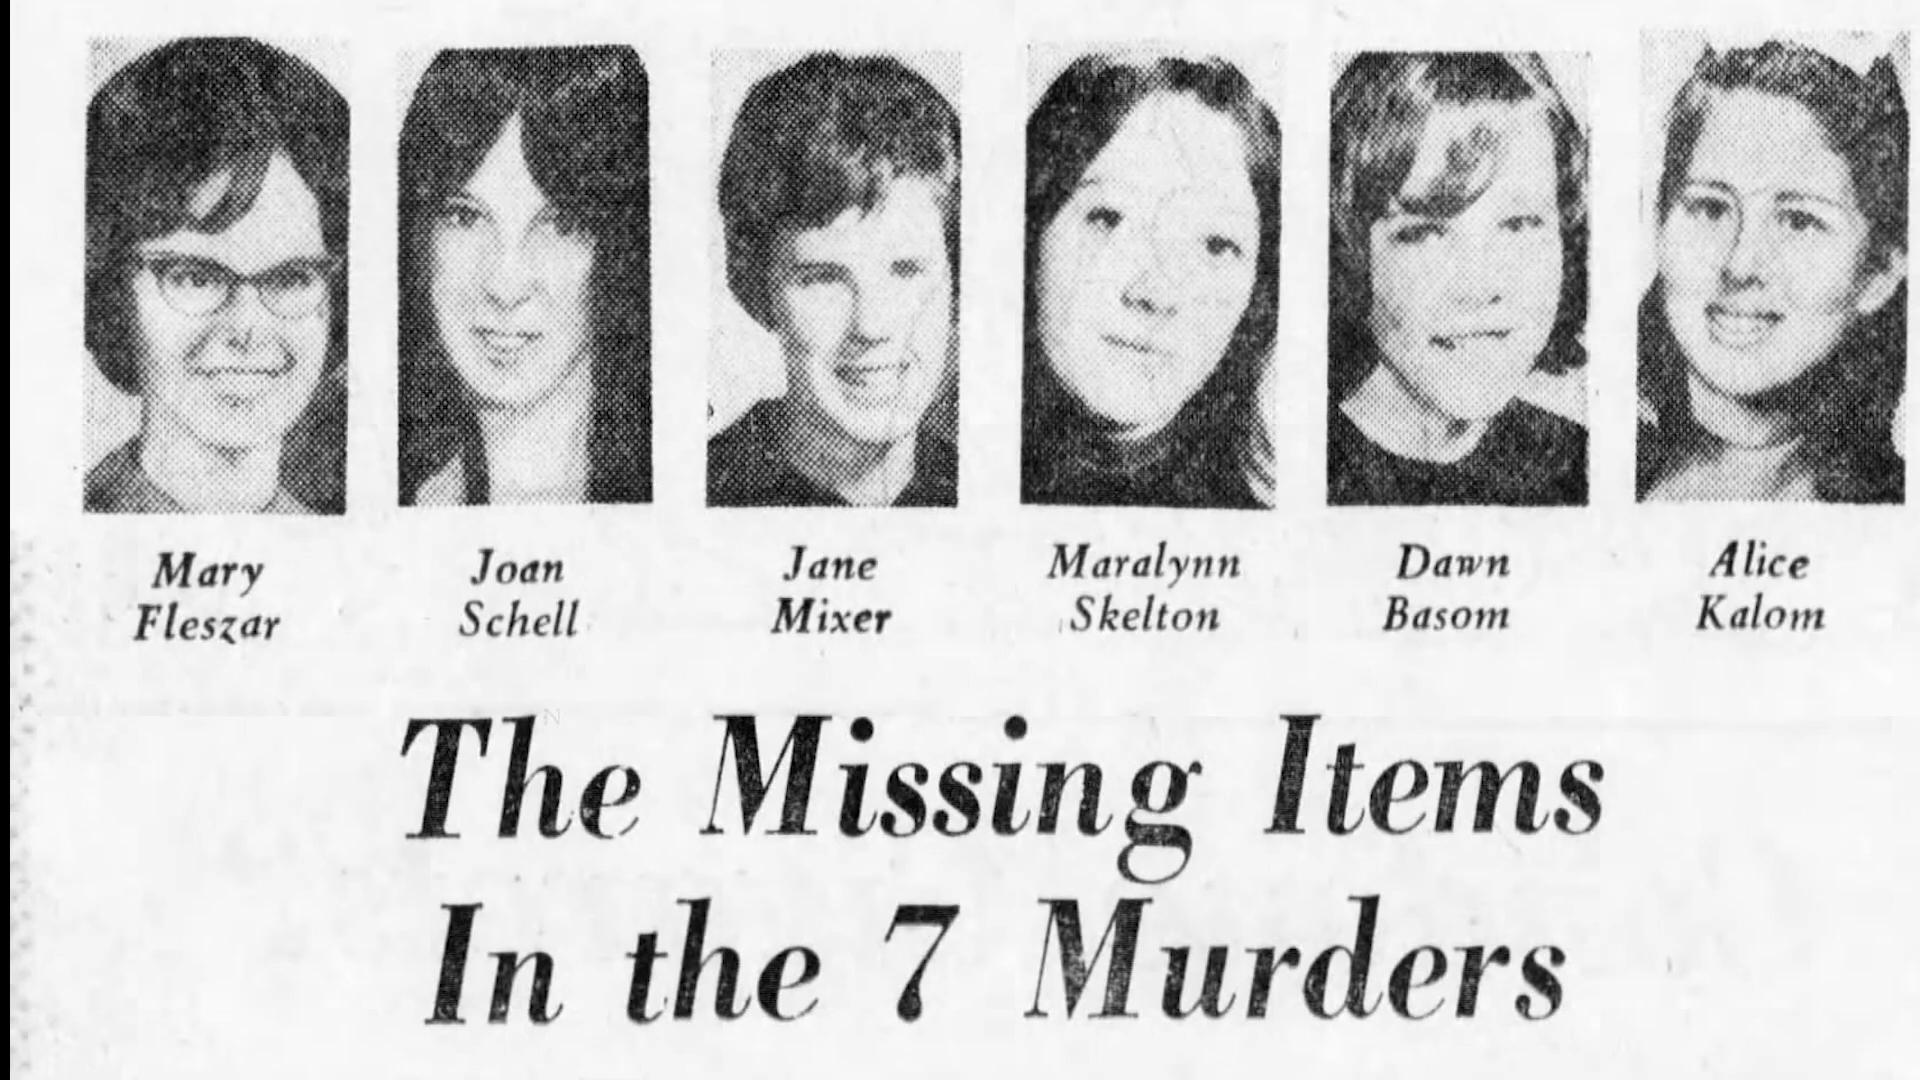 Mary
Fleszar
Joan
Schell
Jane
Mixer
Maralynn
Skelton
Dawn
Basom
Alice
Kalom
The Missing Items
In the 7 Murders